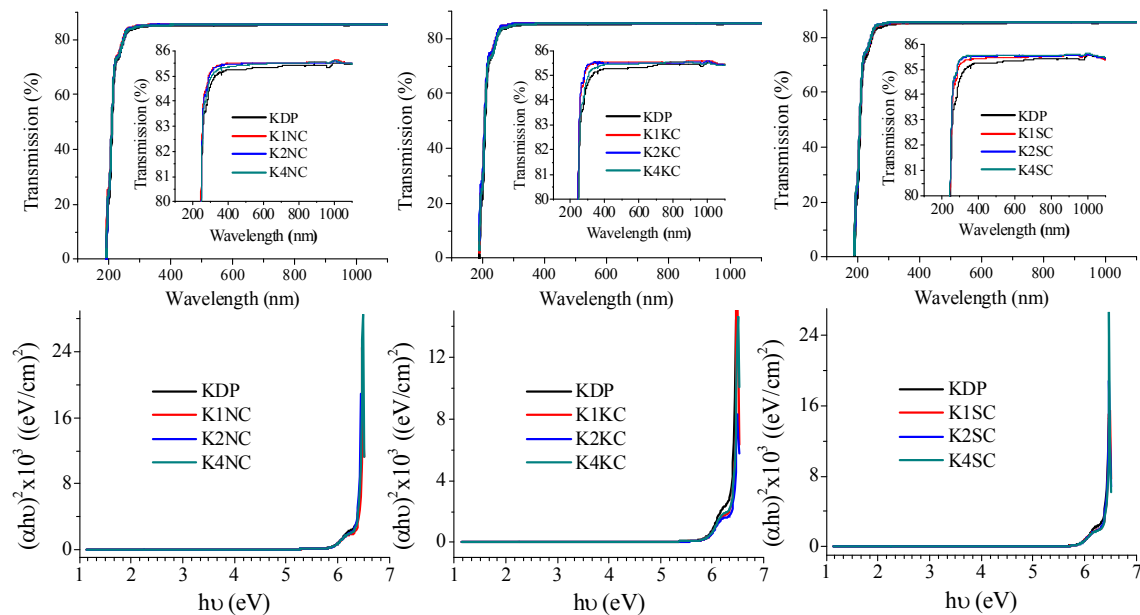 Transmission (%)
80
60
40
20
0
200
400
600
800
1000
Wavelength (nm)
Transmission (%)
86
85
84
83
82
81
80
200
400
600
800
1000
Wavelength (nm)
KDP
K1NC
K2NC
K4NC
Transmission (%)
80
60
40
20
0
200
400
600
800
1000
Wavelength (nm)
Transmission (%)
86
85
84
83
82
81
80
200
400
600
800
1000
Wavelength (nm)
KDP
K1KC
K2KC
K4KC
Transmission (%)
80
60
40
20
0
200
400
600
800
1000
Wavelength (nm)
Transmission (%)
86
85
84
83
82
81
80
200
400
600
800
1000
Wavelength (nm)
KDP
K1SC
K2SC
K4SC
(αhυ)²x10³ ((eV/cm)²
28
21
14
7
0
1
2
3
4
5
6
7
hυ (eV)
KDP
K1NC
K2NC
K4NC
(αhυ)²x10³ ((eV/cm)²
12
8
4
0
1
2
3
4
5
6
7
hυ (eV)
KDP
K1KC
K2KC
K4KC
(αhυ)²x10³ ((eV/cm)²
24
18
12
6
0
1
2
3
4
5
6
7
hυ (eV)
KDP
K1SC
K2SC
K4SC